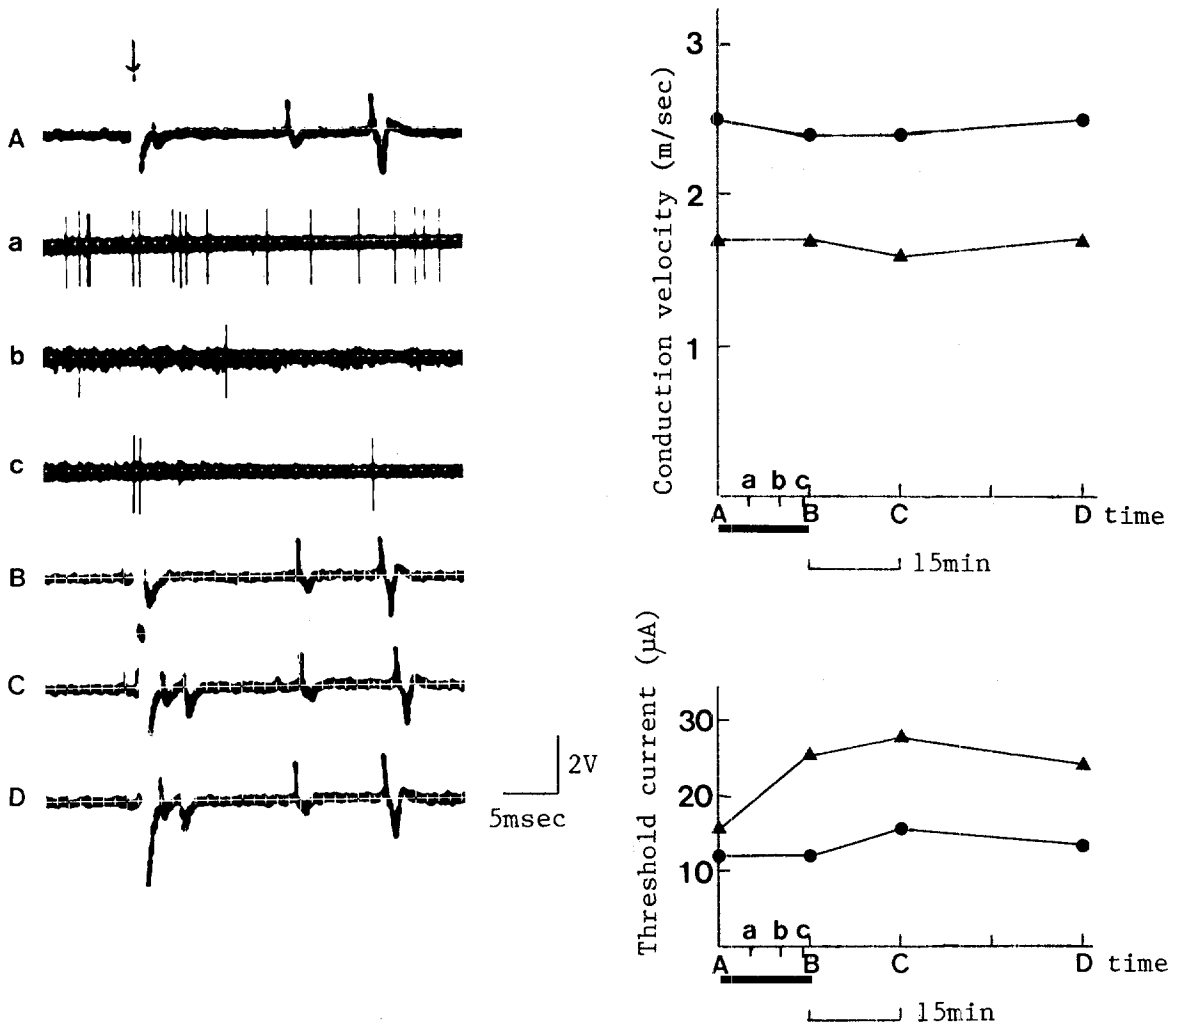 A
a
b
c
B
C
D
2V
5msec
Conduction velocity (m/sec)
3
2
1
a b c
A B C D time
15min
Threshold current (μA)
30
20
10
a b c
A B C D time
15min